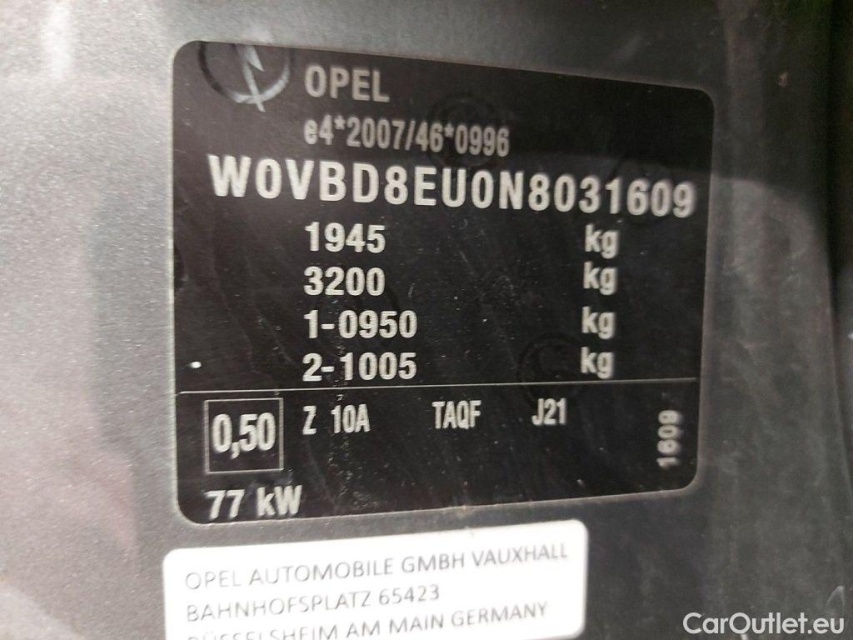 OPEL
e4*2007/46*0996
W0VBD8EU0N8031609
1945 kg
3200 kg
1-0950 kg
2-1005 kg
0,50 Z 10A TAQF J21 1609
77 kW
OPEL AUTOMOBILE GMBH VAUXHALL
BAHNHOFSPLATZ 65423
RÜSSELSHEIM AM MAIN GERMANY
CarOutlet.eu